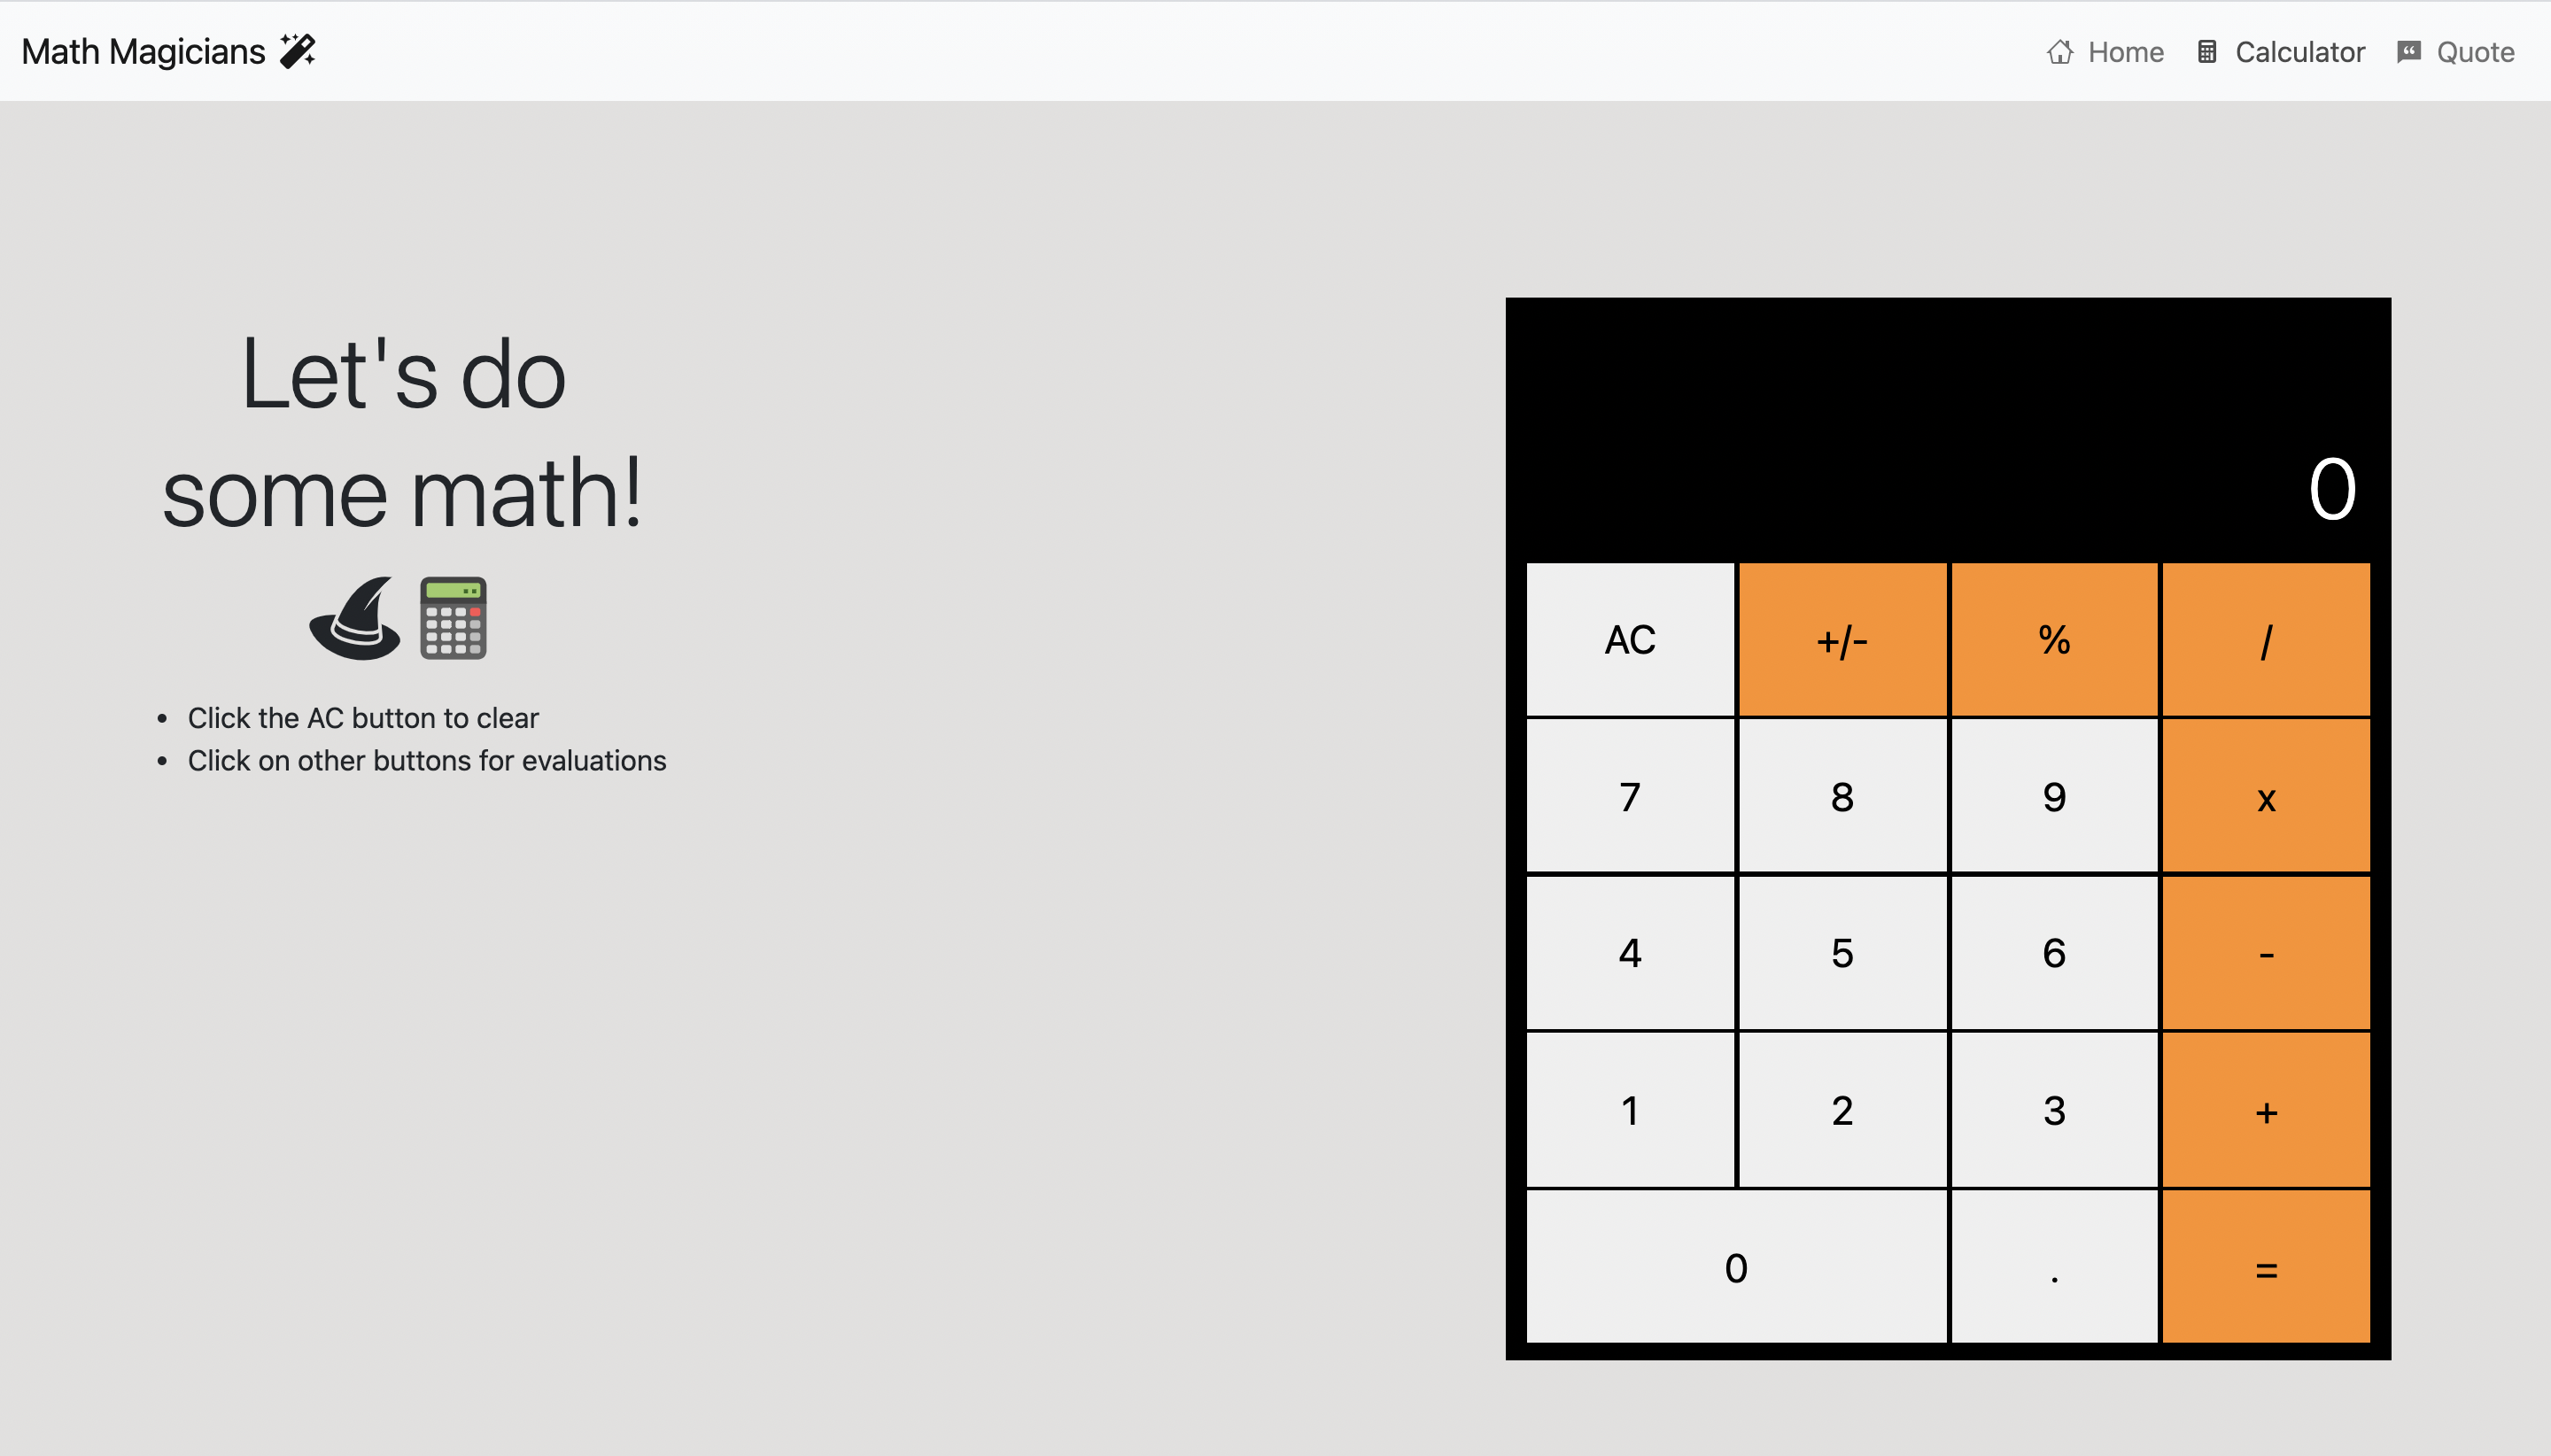 Math Magicians
Home Calculator Quote
Let's do
some math!
• Click the AC button to clear
• Click on other buttons for evaluations
0
AC +/- % /
7 8 9 x
4 5 6 -
1 2 3 +
0 . =